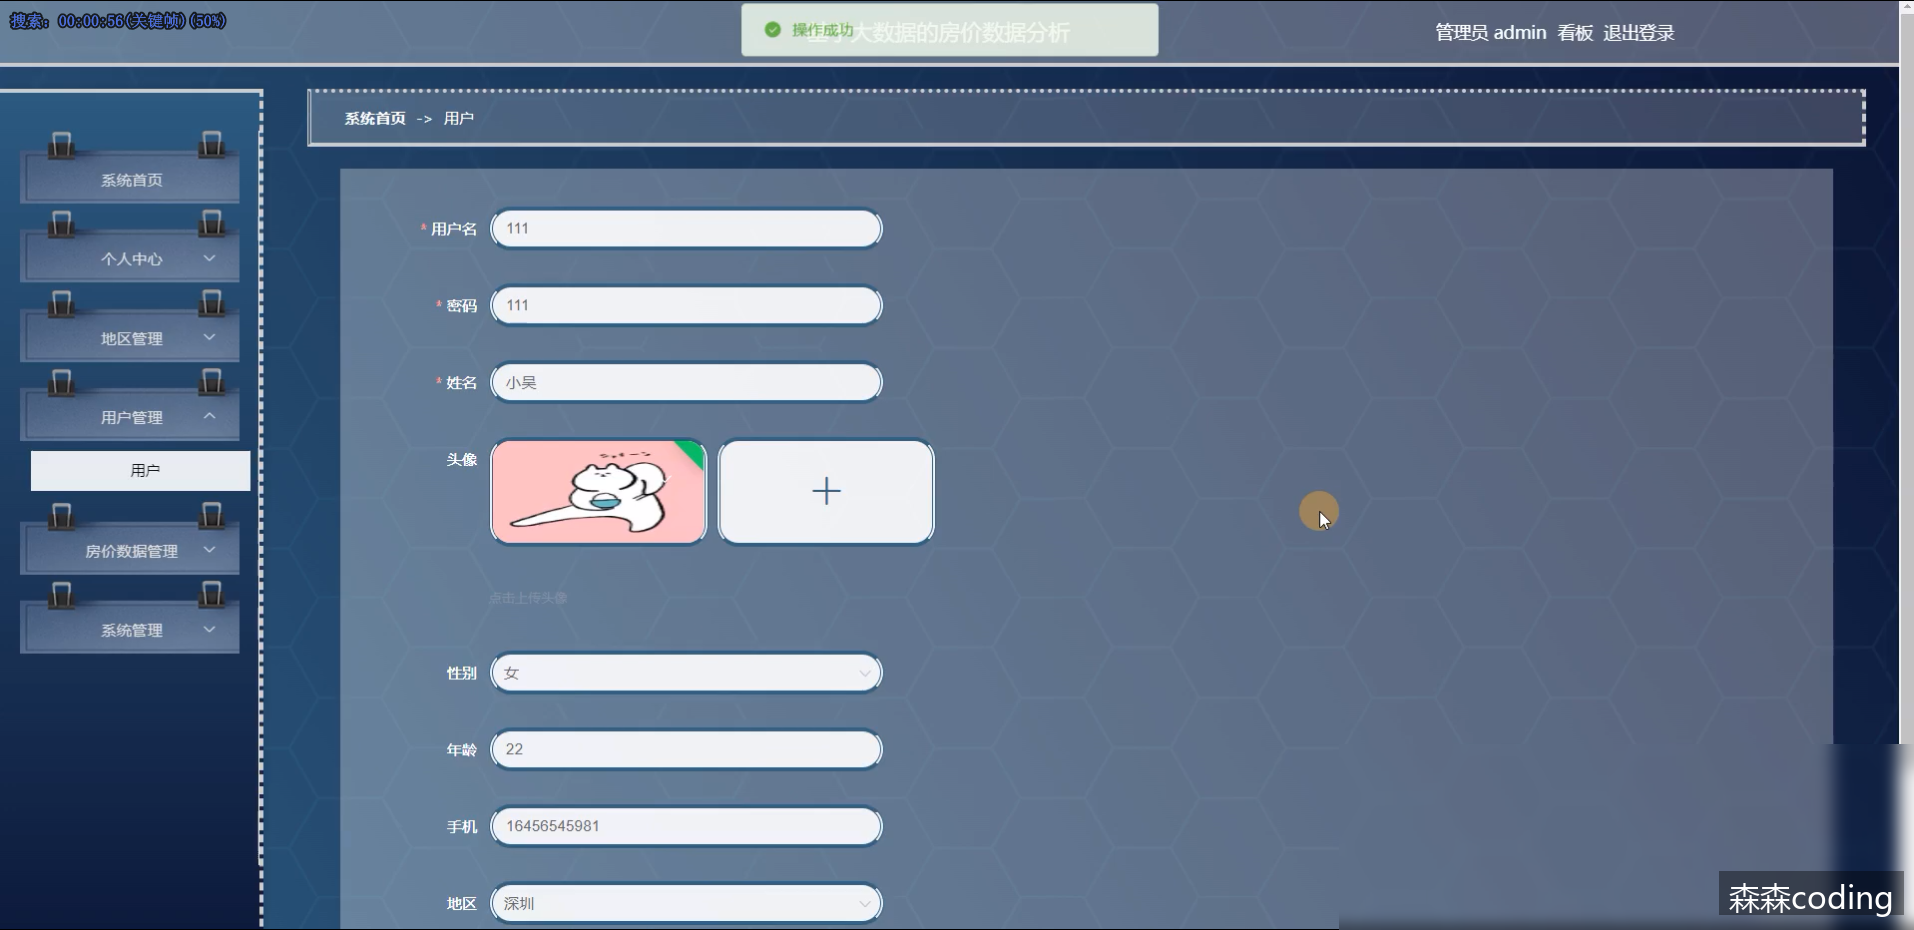 搜索: 00:00:56(关键帧)(50%)
操作成功
大数据的房价数据分析
管理员 admin 看板 退出登录
系统首页 -> 用户
系统首页
个人中心
地区管理
用户管理
用户
房价数据管理
系统管理
* 用户名 111
* 密码 111
* 姓名 小吴
头像
点击上传头像
性别 女
年龄 22
手机 16456545981
地区 深圳
森森coding